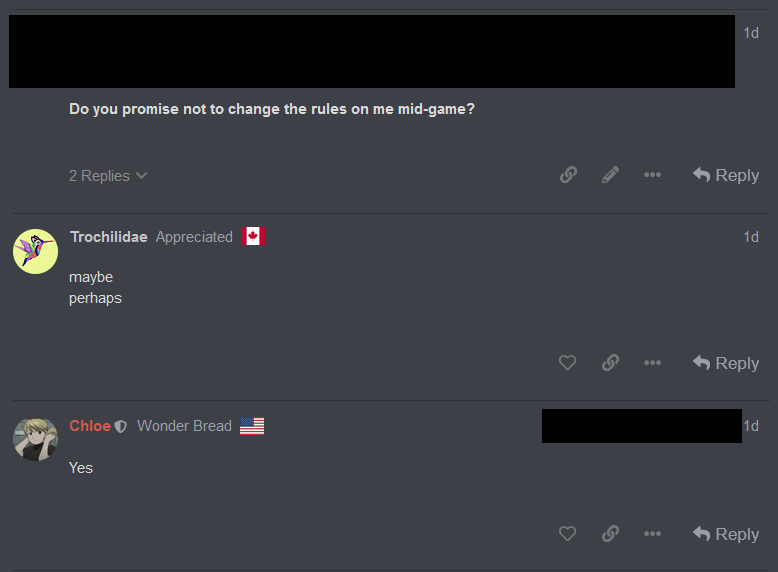 1d
Do you promise not to change the rules on me mid-game?
2 Replies Reply
Trochilidae Appreciated 1d
maybe
perhaps
Reply
Chloe Wonder Bread 1d
Yes
Reply